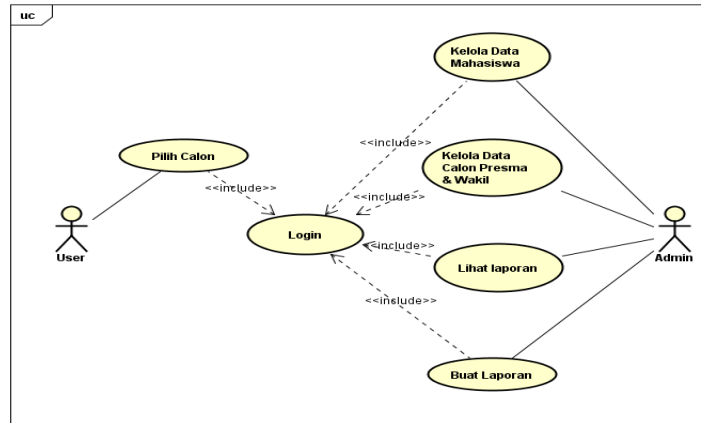 uc
Kelola Data
Mahasiswa
<<include>>
Pilih Calon
<<include>>
Kelola Data
Calon Presma
& Wakil
<<include>>
Login
<<include>>
Lihat laporan
User
Admin
<<include>>
Buat Laporan